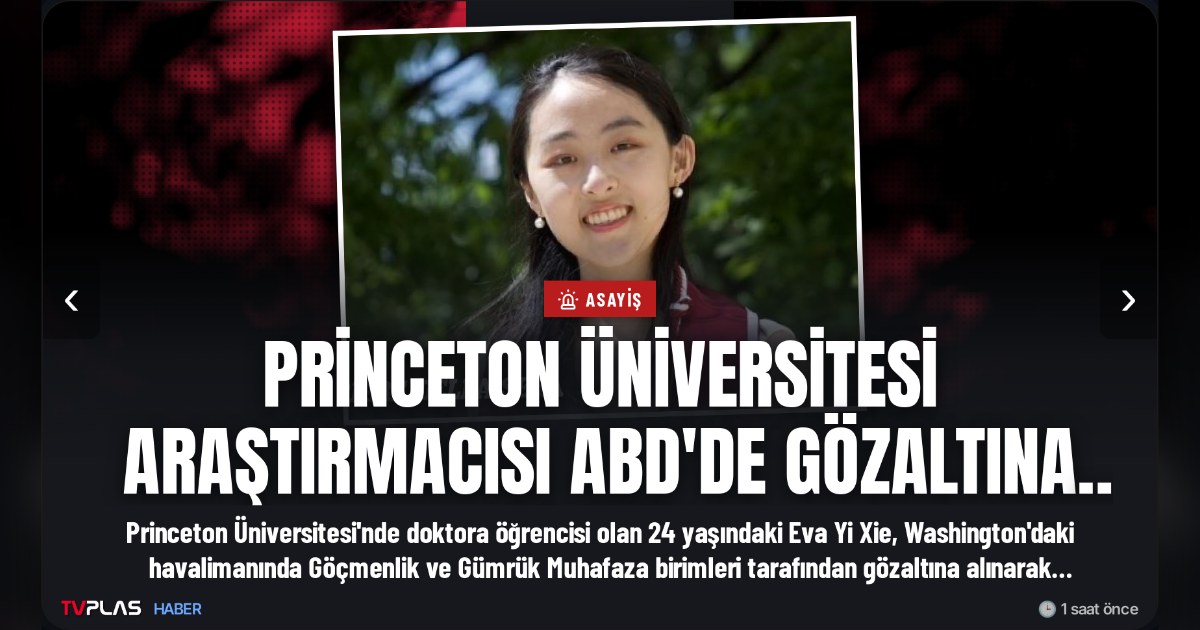 ASAYİŞ
PRİNCETON ÜNİVERSİTESİ
ARAŞTIRMACISI ABD'DE GÖZALTINA..
Princeton Üniversitesi'nde doktora öğrencisi olan 24 yaşındaki Eva Yi Xie, Washington'daki
havalimanında Göçmenlik ve Gümrük Muhafaza birimleri tarafından gözaltına alınarak...
TVPLAS HABER
1 saat önce